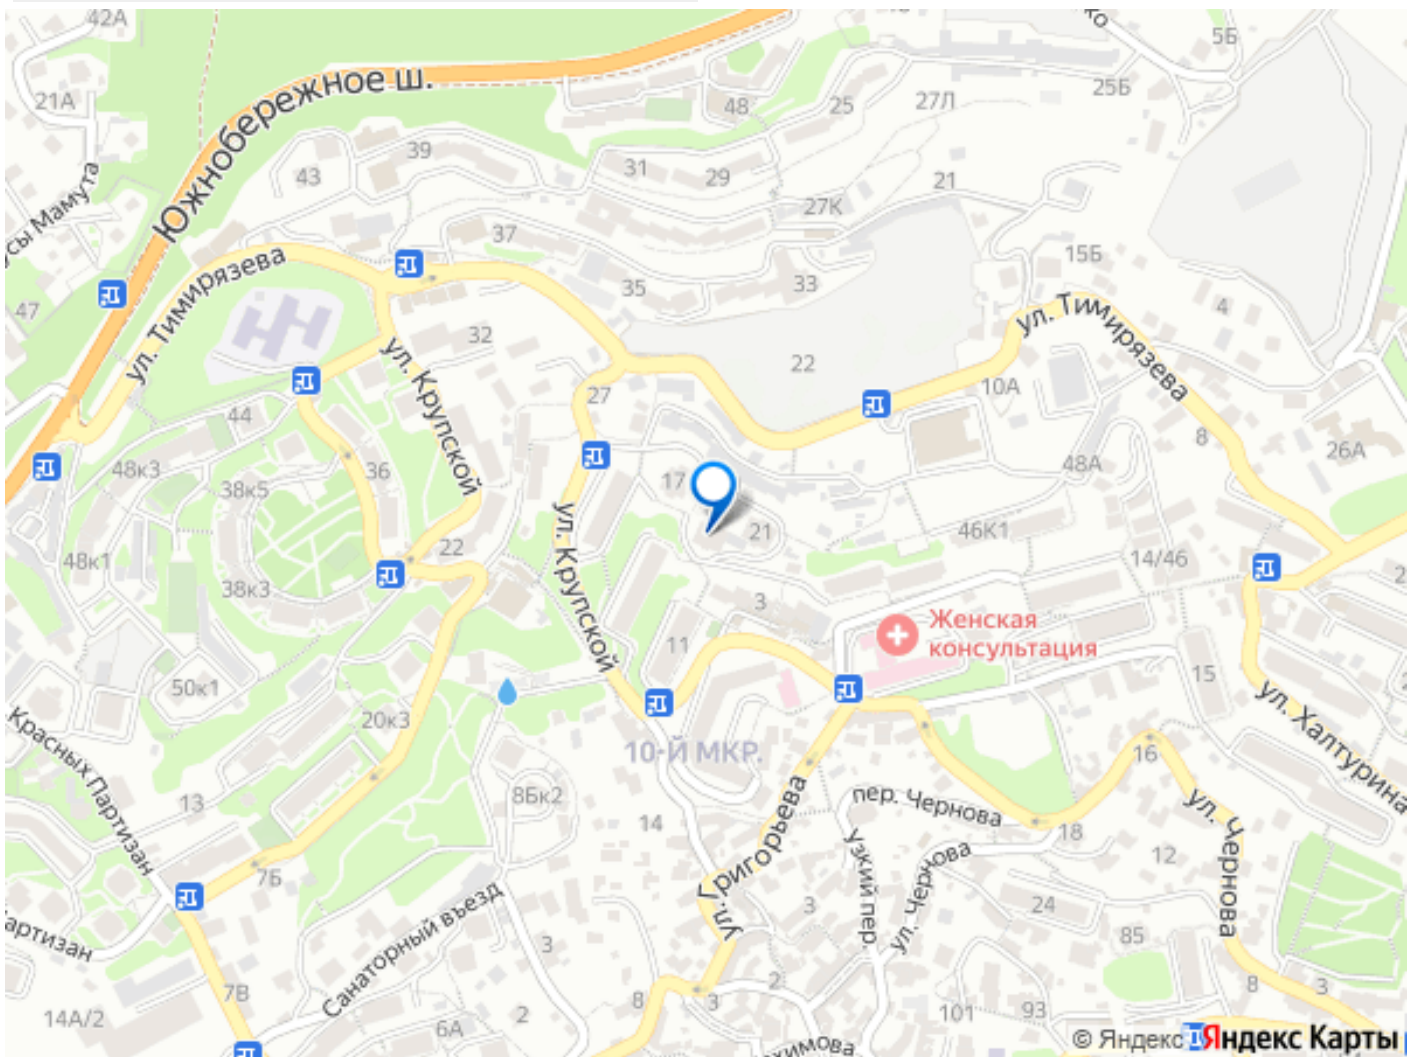 42А
5Б
21А
Южнобережное ш.
48
25
27Л
25Б
39
43
31
29
21
27К
37
15Б
47
35
33
4
ул. Тимирязева
ул. Тимирязева
32
ул. Крупской
22
27
10А
44
8
26А
48к3
36
38к5
17
48А
21
46К1
22
48к1
38к3
14/46
ул. Крупской
3
Женская
консультация
11
15
50к1
20к3
ул. Халтурина
10-Й МКР.
16
Красных Партизан
13
8Бк2
14
пер. Чернова
18
ул. Чернова
7Б
ул. Григорьева
узкий пер.
ул. Чернова
12
3
24
85
Санаторный въезд
3
7В
14А/2
6А
2
8
3
2
101
93
8
3
© Яндекс
Яндекс Карты